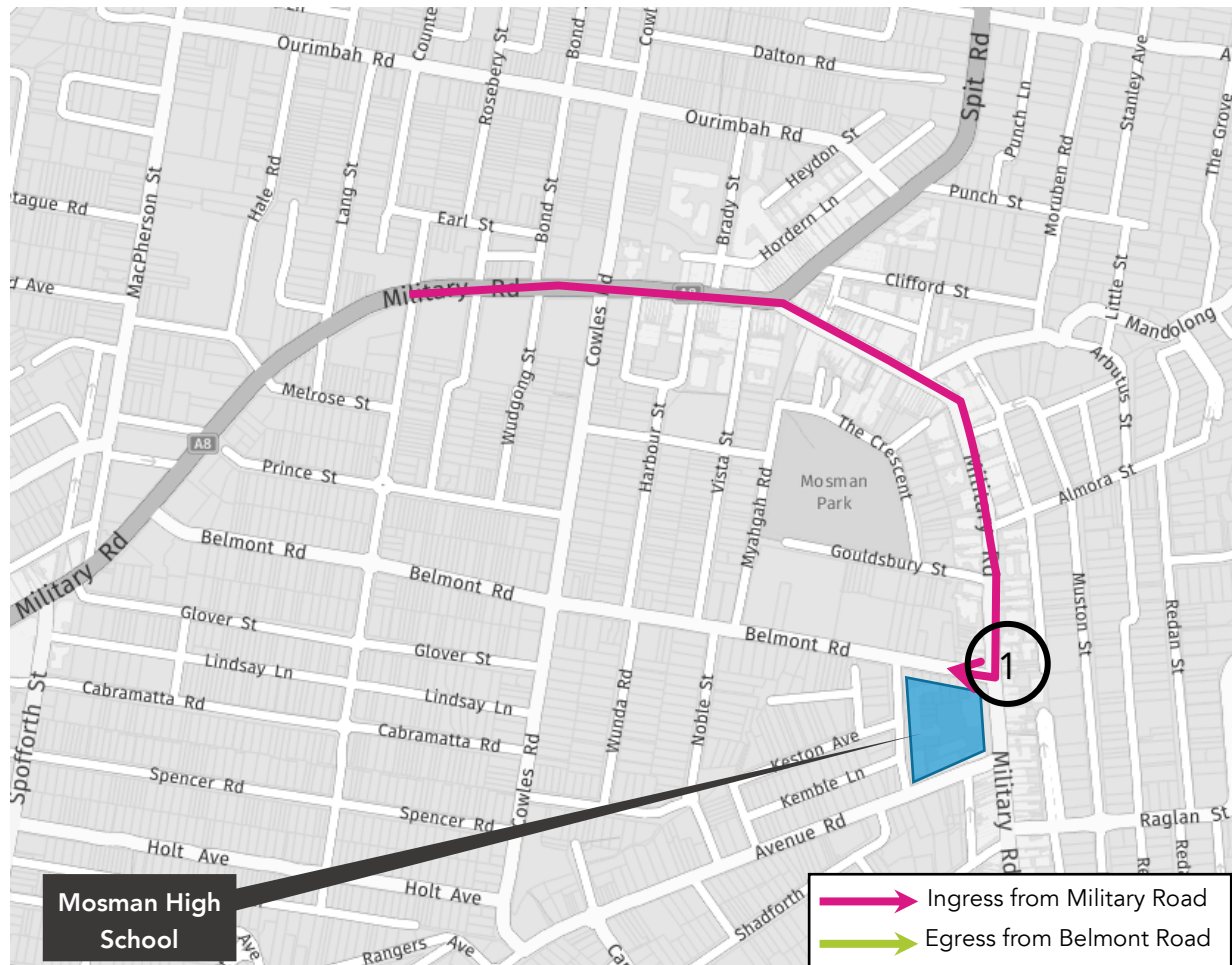 Ourimbah Rd
Rosebery St
Bond St
Dalton Rd
Spit Rd
Punch Ln
Stanley Ave
The Grove
Ourimbah Rd
Heydon St
Punch St
Moruben Rd
MacPherson St
Hale Rd
Lang St
Earl St
Bond St
Brady St
Hordern Ln
Clifford St
Little St
Mandolong
Military Rd
Cowles Rd
A8
Melrose St
Wudgong St
Harbour St
Vista St
The Crescent
Arbutus St
Almora St
A8
Prince St
Mosman
Park
Military Rd
Myahgah Rd
Gouldsbury St
Belmont Rd
Belmont Rd
Belmont Rd
Military Rd
Muston St
Redan St
Glover St
Glover St
Lindsay Ln
Lindsay Ln
Cabramatta Rd
Cabramatta Rd
Wunda Rd
Noble St
1
Spofforth St
Spencer Rd
Spencer Rd
Cowles Rd
Keston Ave
Kemble Ln
Avenue Rd
Military Rd
Raglan St
Holt Ave
Holt Ave
Shadforth
Rangers Ave
Ave
Mosman High
School
Ingress from Military Road
Egress from Belmont Road